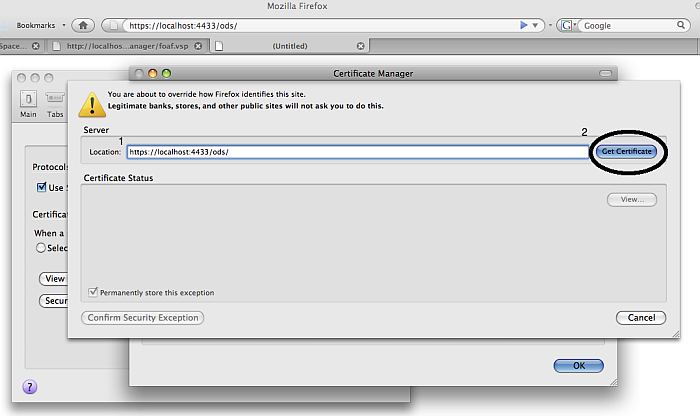 Mozilla Firefox
Bookmarks
https://localhost:4433/ods/
Google
Space...
http://localhos...anager/foaf.vsp
(Untitled)
Certificate Manager
You are about to override how Firefox identifies this site.
Legitimate banks, stores, and other public sites will not ask you to do this.
Main Tabs
Server
1
2
Location: https://localhost:4433/ods/ Get Certificate
Protocols
Certificate Status
Use S
View...
Certificat
When a
Selec
View
Permanently store this exception
Secur
Confirm Security Exception Cancel
OK
?